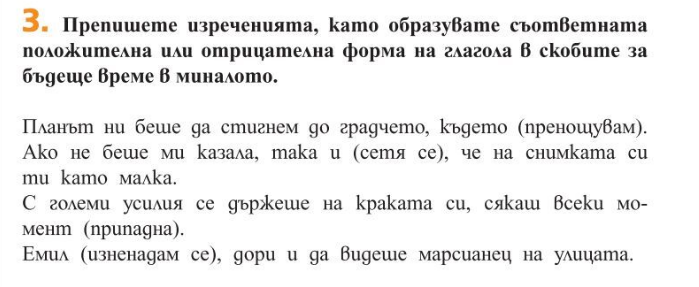 3. Препишете изреченията, като образувате съответната
положителна или отрицателна форма на глагола в скобите за
бъдеще време в миналото.
Планът ни беше да стигнем до градчето, където (пренощувам).
Ако не беше ми казала, така и (сетя се), че на снимката си
ти като малка.
С големи усилия се държеше на краката си, сякаш всеки мо-
мент (припадна).
Емил (изненадам се), дори и да видеше марсианец на улицата.